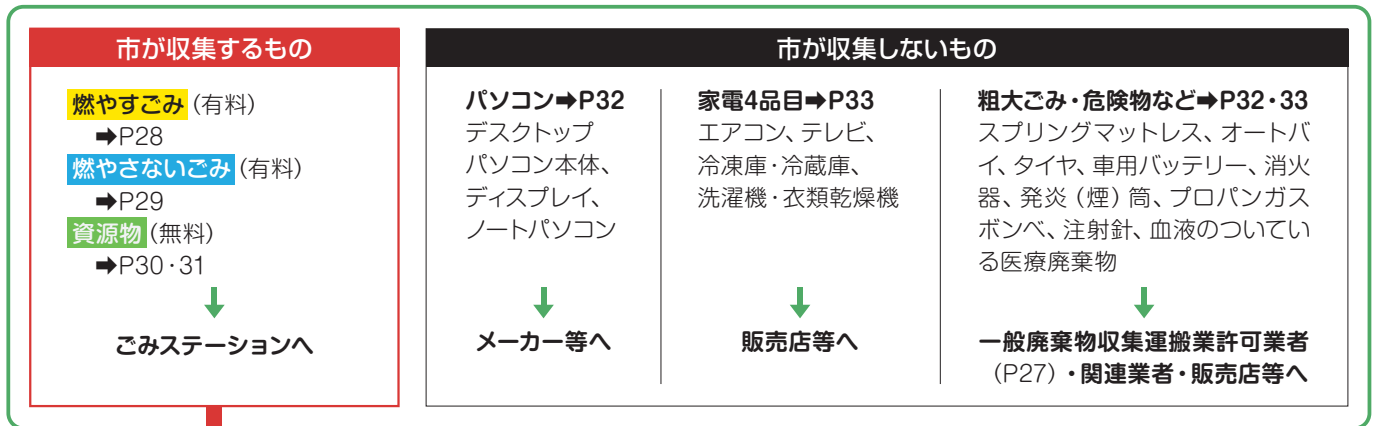 市が収集するもの
燃やすごみ (有料)
➡P28
燃やさないごみ (有料)
➡P29
資源物 (無料)
➡P30・31
ごみステーションへ
市が収集しないもの
パソコン➡P32
デスクトップ
パソコン本体、
ディスプレイ、
ノートパソコン
メーカー等へ
家電4品目➡P33
エアコン、テレビ、
冷凍庫・冷蔵庫、
洗濯機・衣類乾燥機
販売店等へ
粗大ごみ・危険物など➡P32・33
スプリングマットレス、オートバ
イ、タイヤ、車用バッテリー、消火
器、発炎（煙）筒、プロパンガス
ボンベ、注射針、血液のついてい
る医療廃棄物
一般廃棄物収集運搬業許可業者
（P27）・関連業者・販売店等へ